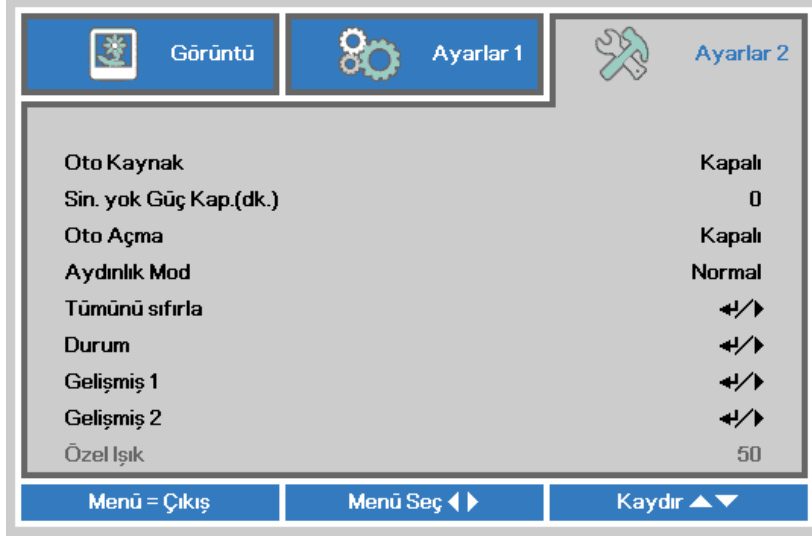 Görüntü Ayarlar 1 Ayarlar 2
Oto Kaynak Kapalı
Sin. yok Güç Kap.(dk.) 0
Oto Açma Kapalı
Aydınlık Mod Normal
Tümünü sıfırla
Durum
Gelişmiş 1
Gelişmiş 2
Özel Işık 50
Menü = Çıkış Menü Seç Kaydır